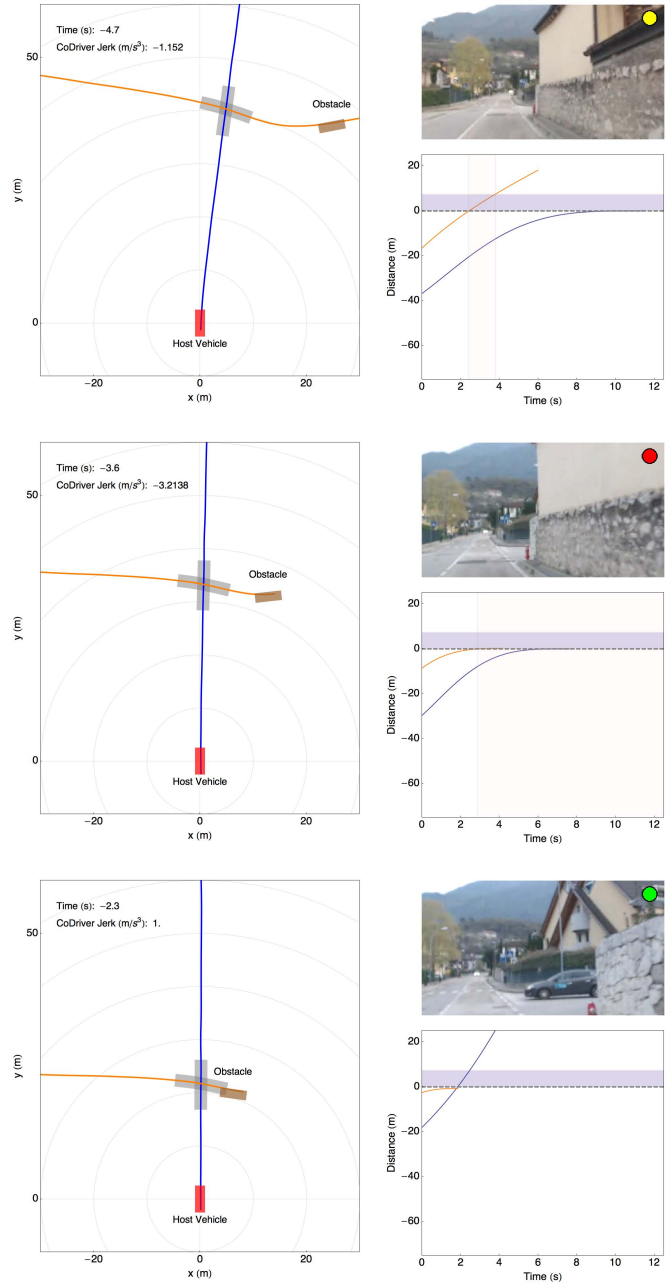 Time (s): −4.7
CoDriver Jerk (m/s³): −1.152
Obstacle
Host Vehicle
50
0
y (m)
−20
0
20
x (m)
20
0
−20
−40
−60
Distance (m)
0
2
4
6
8
10
12
Time (s)
Time (s): −3.6
CoDriver Jerk (m/s³): −3.2138
Obstacle
Host Vehicle
50
0
y (m)
−20
0
20
x (m)
20
0
−20
−40
−60
Distance (m)
0
2
4
6
8
10
12
Time (s)
Time (s): −2.3
CoDriver Jerk (m/s³): 1.
Obstacle
Host Vehicle
50
0
y (m)
−20
0
20
x (m)
20
0
−20
−40
−60
Distance (m)
0
2
4
6
8
10
12
Time (s)